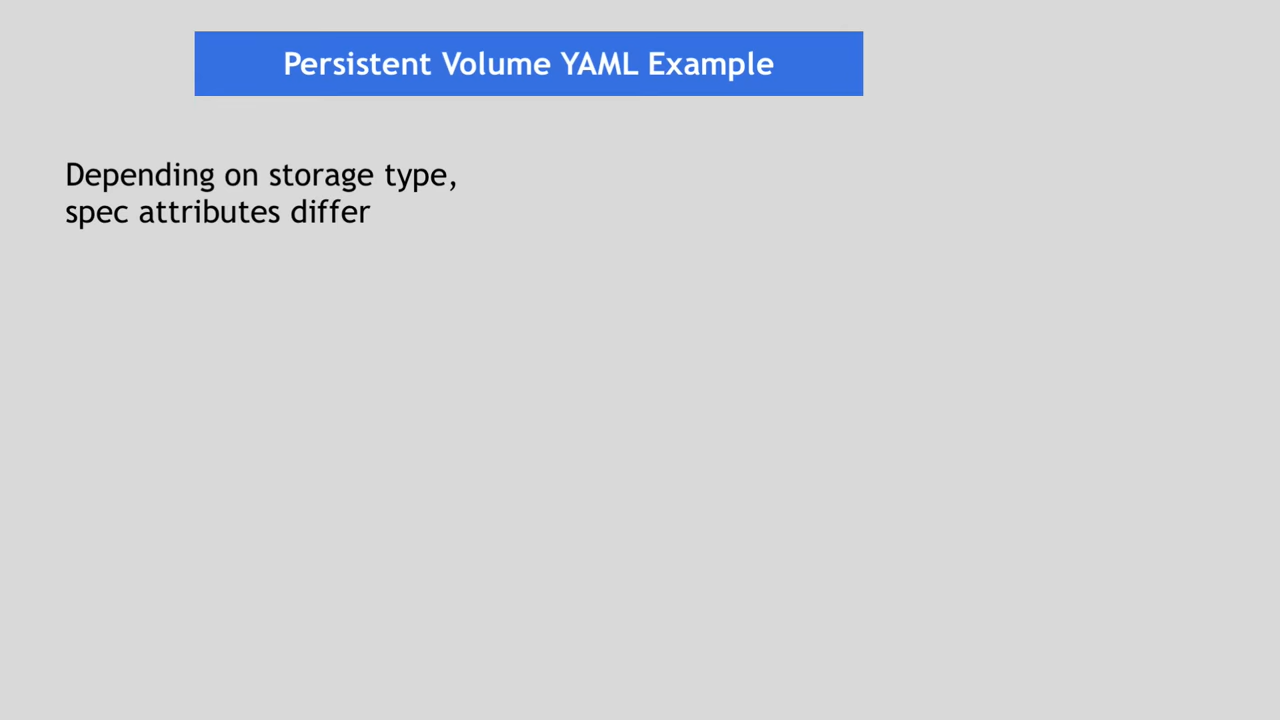 Persistent Volume YAML Example
Depending on storage type,
spec attributes differ